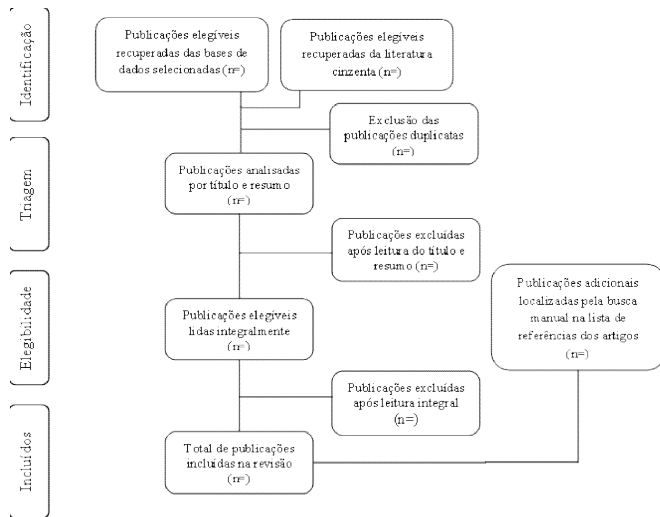 Identificação
Publicações elegíveis
recuperadas das bases de
dados selecionadas (n=)
Publicações elegíveis
recuperadas da literatura
cinzenta (n=)
Exclusão das
publicações duplicatas
(n=)
Triagem
Publicações analisadas
por título e resumo
(n=)
Publicações excluídas
após leitura do título e
resumo (n=)
Elegibilidade
Publicações elegíveis
lidas integralmente
(n=)
Publicações adicionais
localizadas pela busca
manual na lista de
referências dos artigos
(n=)
Publicações excluídas
após leitura integral
(n=)
Incluídos
Total de publicações
incluídas na revisão
(n=)